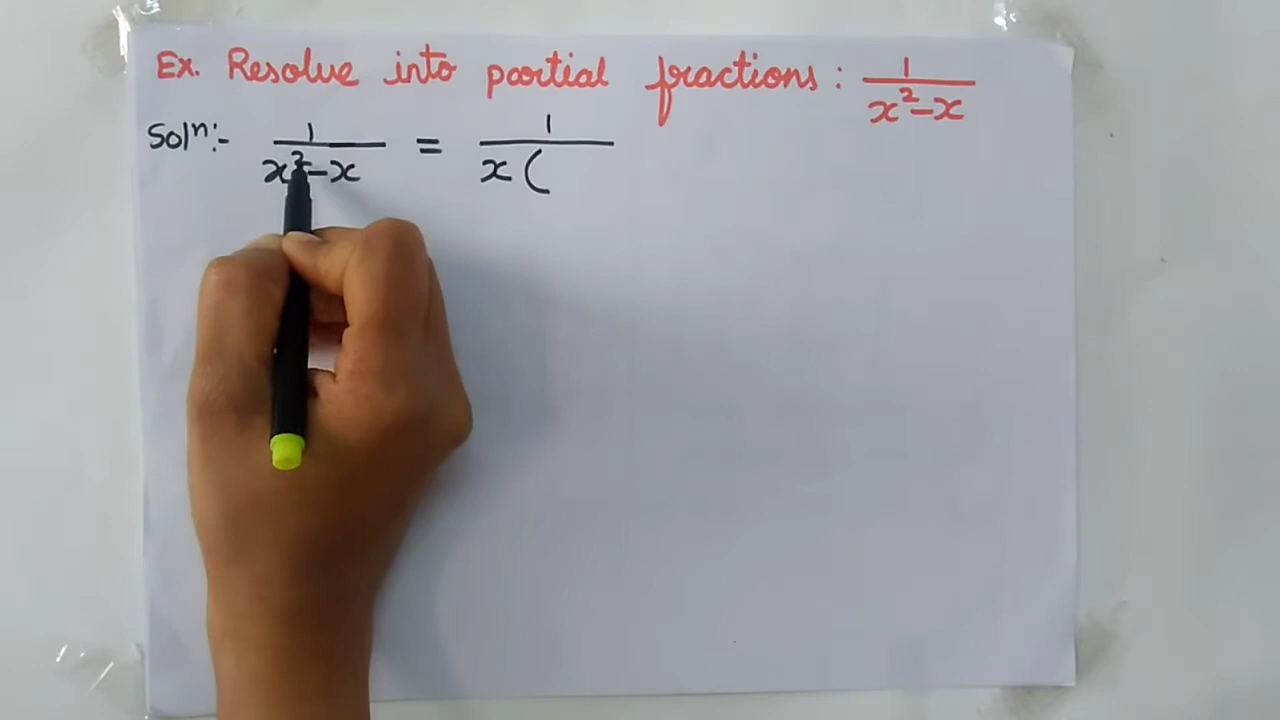 Ex. Resolve into partial fractions: 1/(x²-x)
Solⁿ:- 1/(x²-x) = 1/(x(